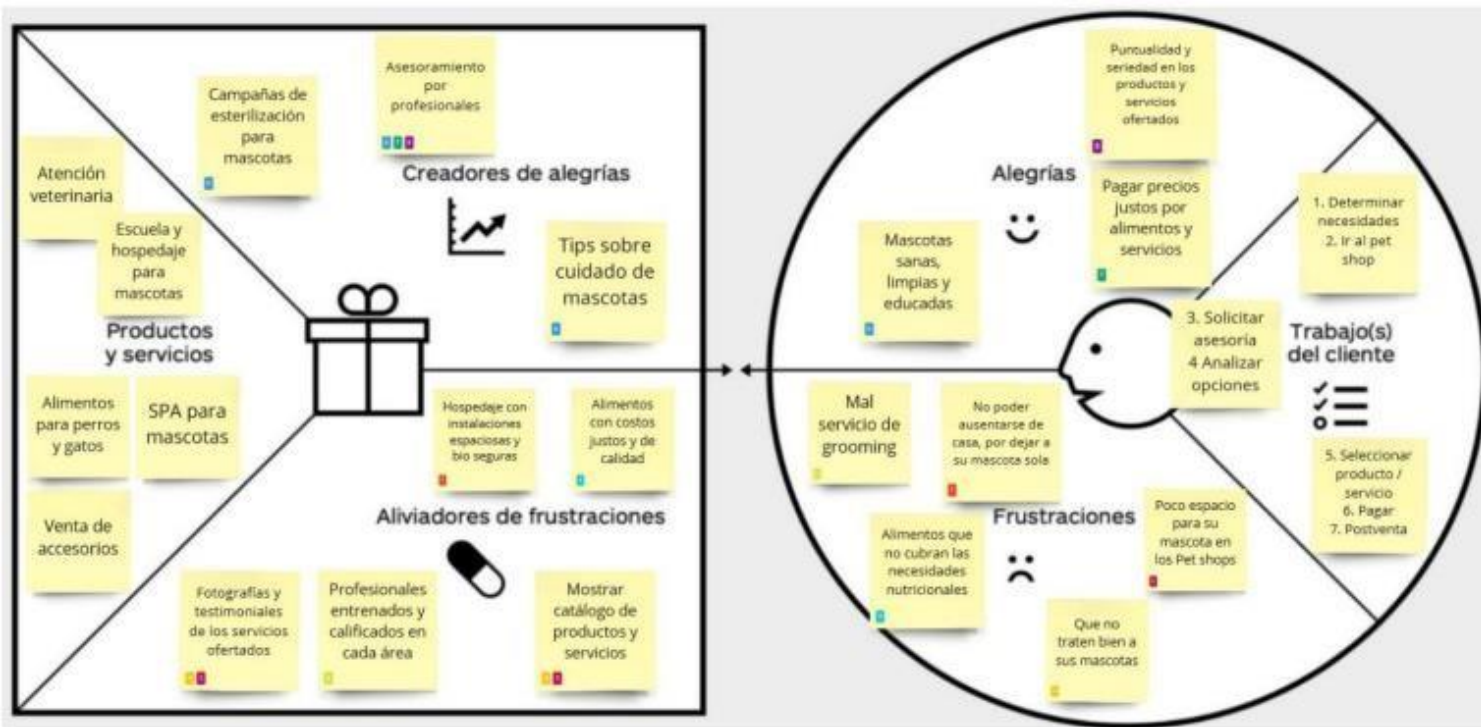 Campañas de
esterilización
para
mascotas
Asesoramiento
por
profesionales
Creadores de alegrías
Tips sobre
cuidado de
mascotas
Atención
veterinaria
Escuela y
hospedaje
para
mascotas
Productos
y servicios
Alimentos
para perros
y gatos
SPA para
mascotas
Venta de
accesorios
Hospedaje con
instalaciones
espaciosas y
bio seguras
Alimentos
con costos
justos y de
calidad
Aliviadores de frustraciones
Fotografías y
testimoniales
de los servicios
ofertados
Profesionales
entrenados y
calificados en
cada área
Mostrar
catálogo de
productos y
servicios
Puntualidad y
seriedad en los
productos y
servicios
ofertados
Alegrías
Pagar precios
justos por
alimentos y
servicios
Mascotas
sanas,
limpias y
educadas
1. Determinar
necesidades
2. Ir al pet
shop
3. Solicitar
asesoría
4 Analizar
opciones
Trabajo(s)
del cliente
5. Seleccionar
producto /
servicio
6. Pagar
7. Postventa
Mal
servicio de
grooming
No poder
ausentarse de
casa, por dejar a
su mascota sola
Frustraciones
Alimentos que
no cubran las
necesidades
nutricionales
Poco espacio
para su
mascota en
los Pet shops
Que no
traten bien a
sus mascotas